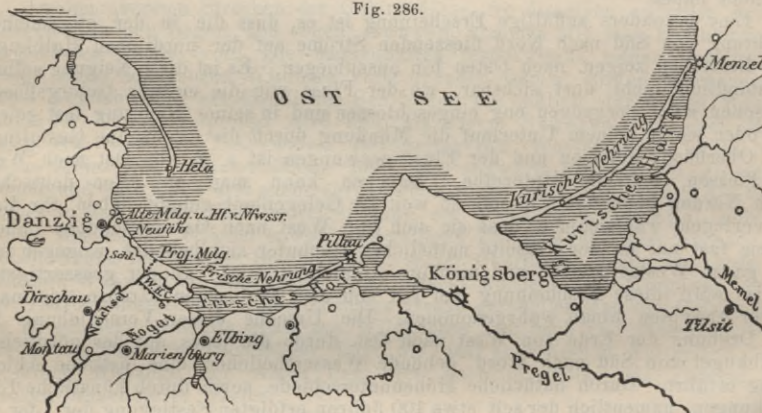 Fig. 286.
OST SEE
Memel
Hela
Kurische Nehrung
Kurisches Haff
Danzig
Alte Mdg. u. Hf. v. Nfwssr.
Neufähr
Proj. Mdg.
Schl.
Pillau
Frische Nehrung
Frisches Haff
Königsberg
Dirschau
Weichsel
Nogat
Elbing
Montau
Marienburg
Memel
Tilsit
Pregel